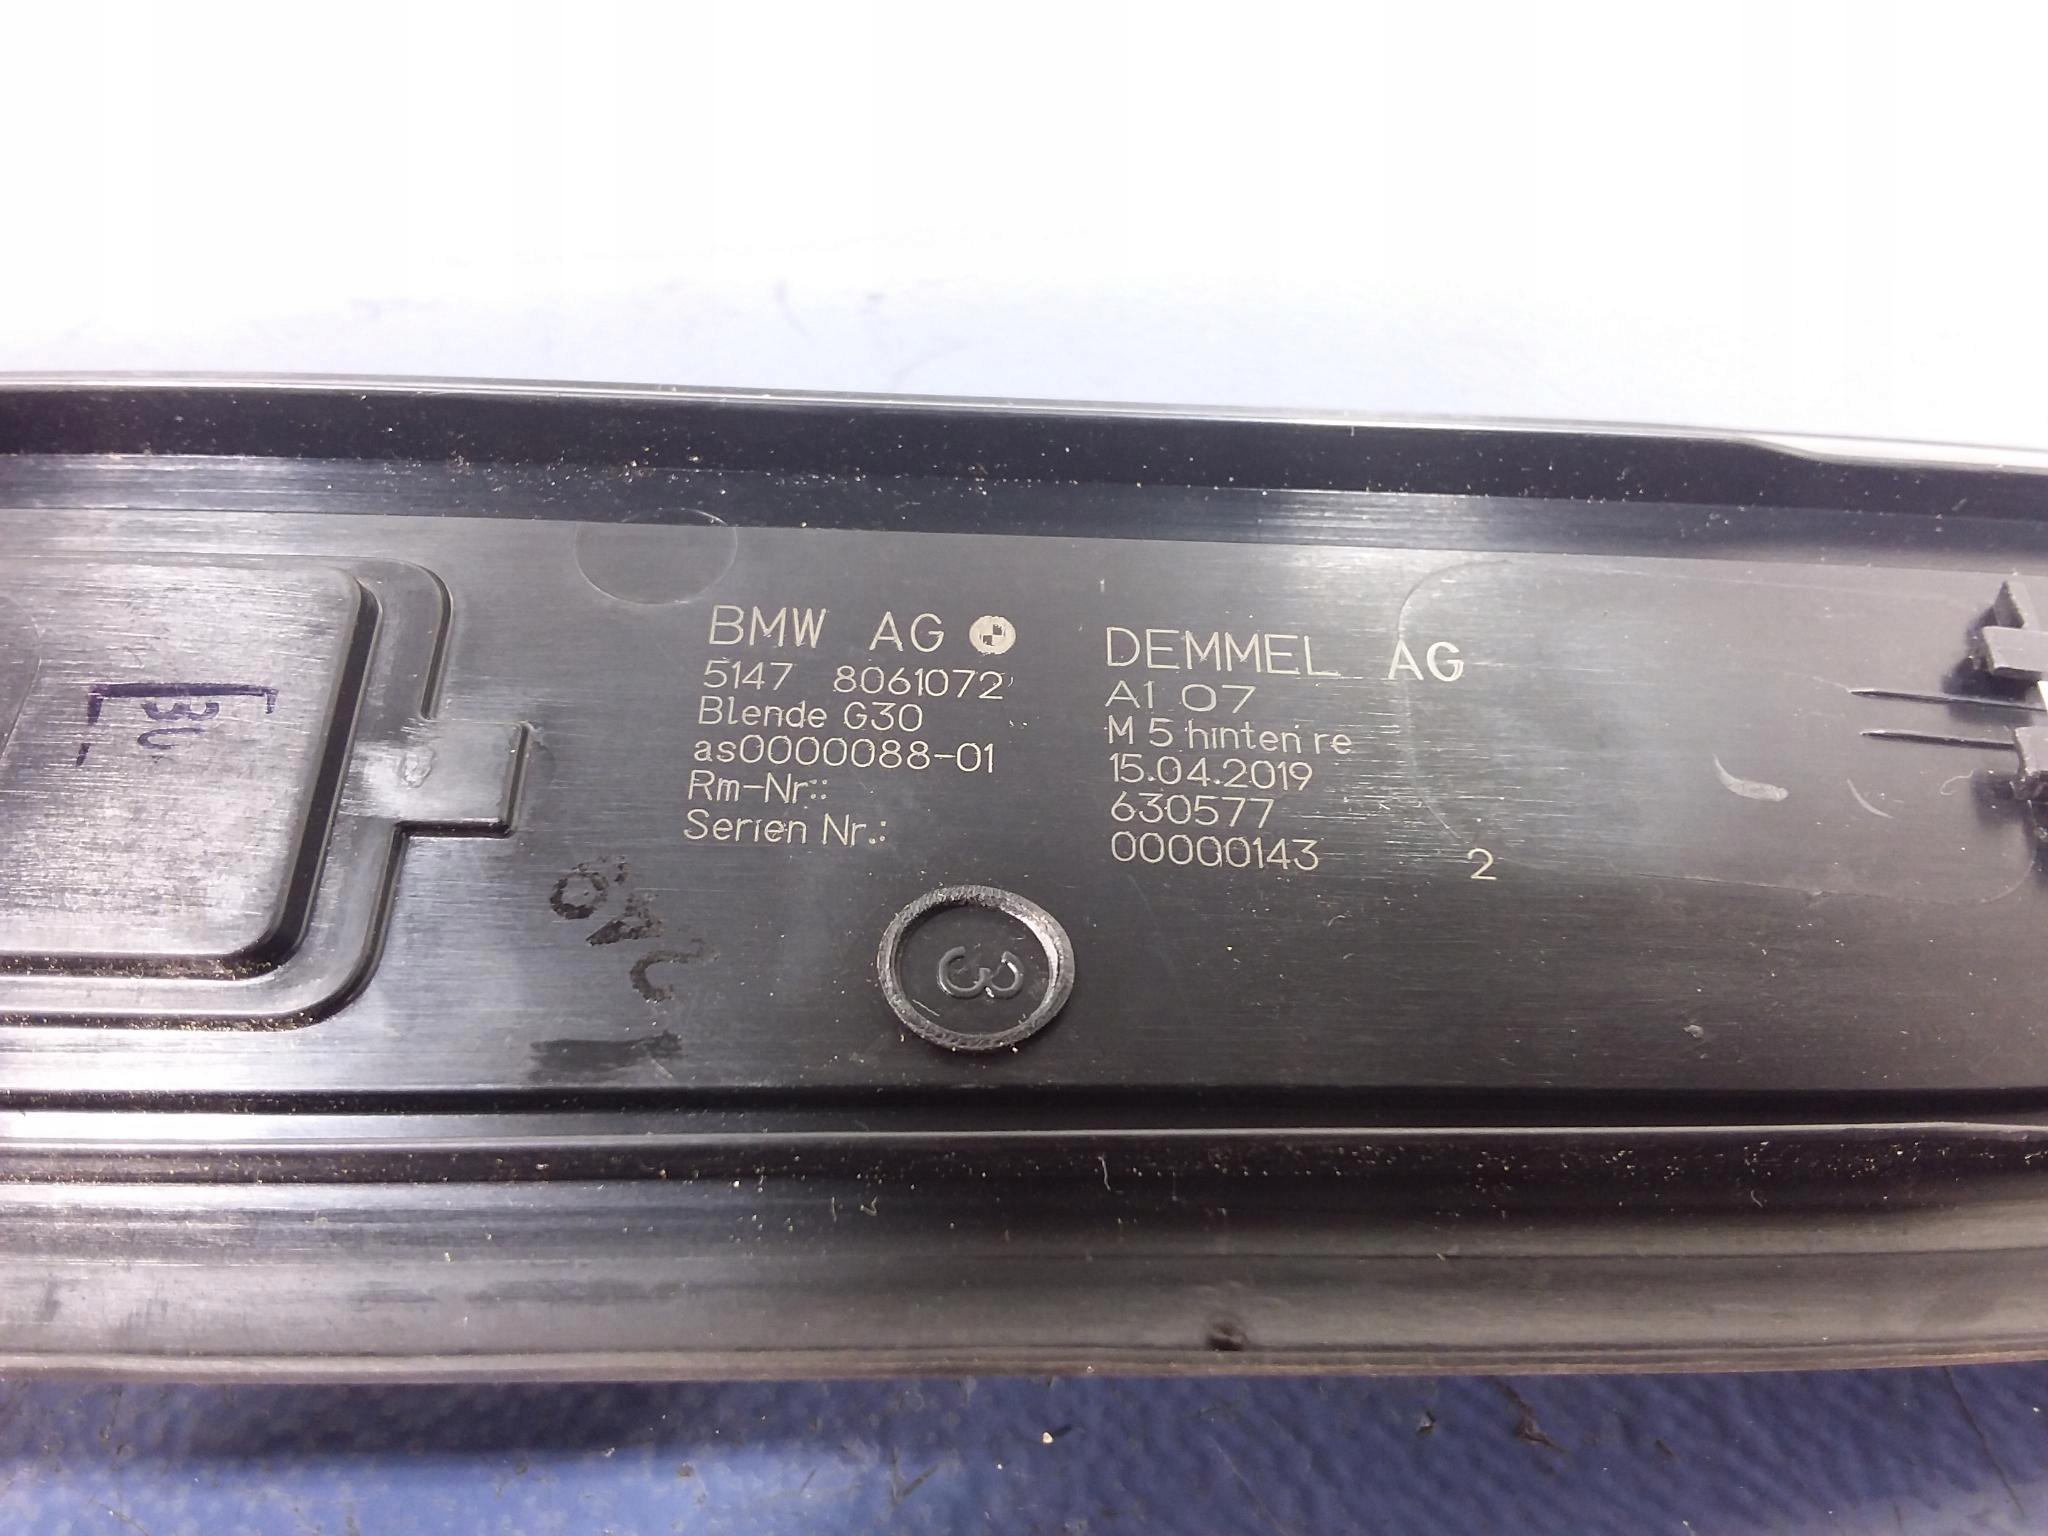 BMW AG
5147 8061072
Blende G30
as0000088-01
Rm-Nr.:
Serien Nr.:
DEMMEL AG
A1 07
M 5 hinten re
15.04.2019
630577
00000143
2
3